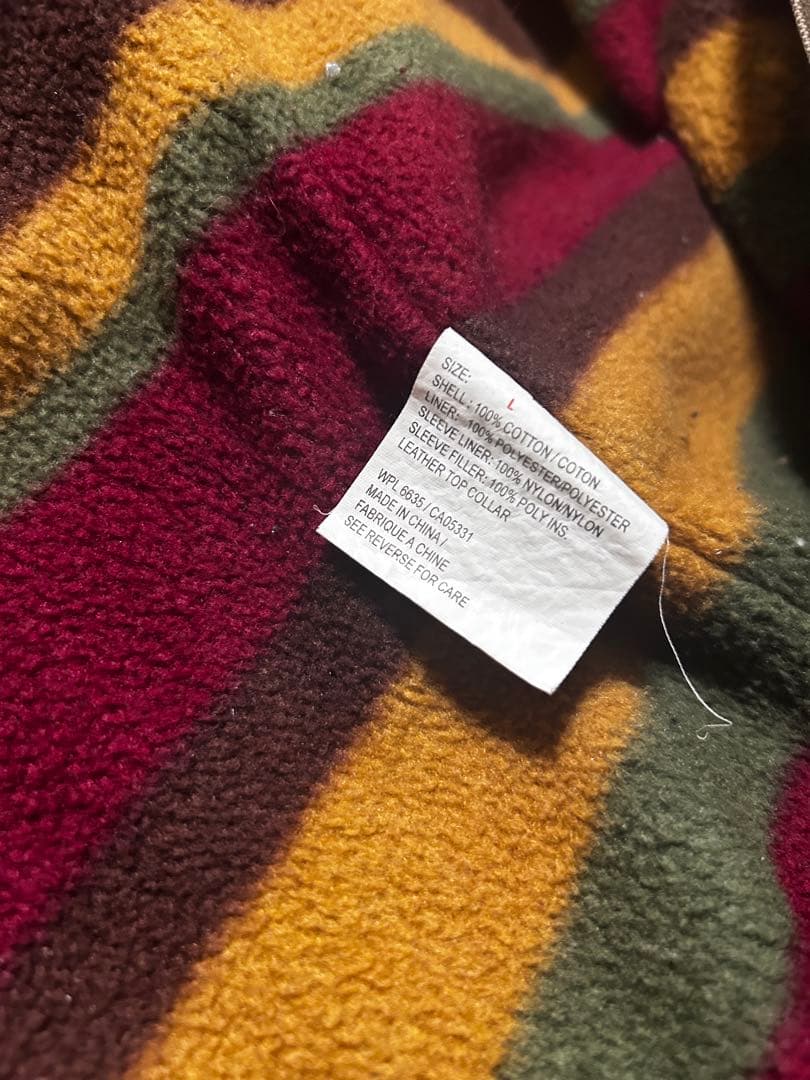 SIZE: L
SHELL : 100% COTTON / COTON
LINER: 100% POLYESTER/POLYESTER
SLEEVE LINER: 100% NYLON/NYLON
SLEEVE FILLER: 100% POLY INS.
LEATHER TOP COLLAR
WPL 6635 / CA05331
MADE IN CHINA /
FABRIQUE A CHINE
SEE REVERSE FOR CARE